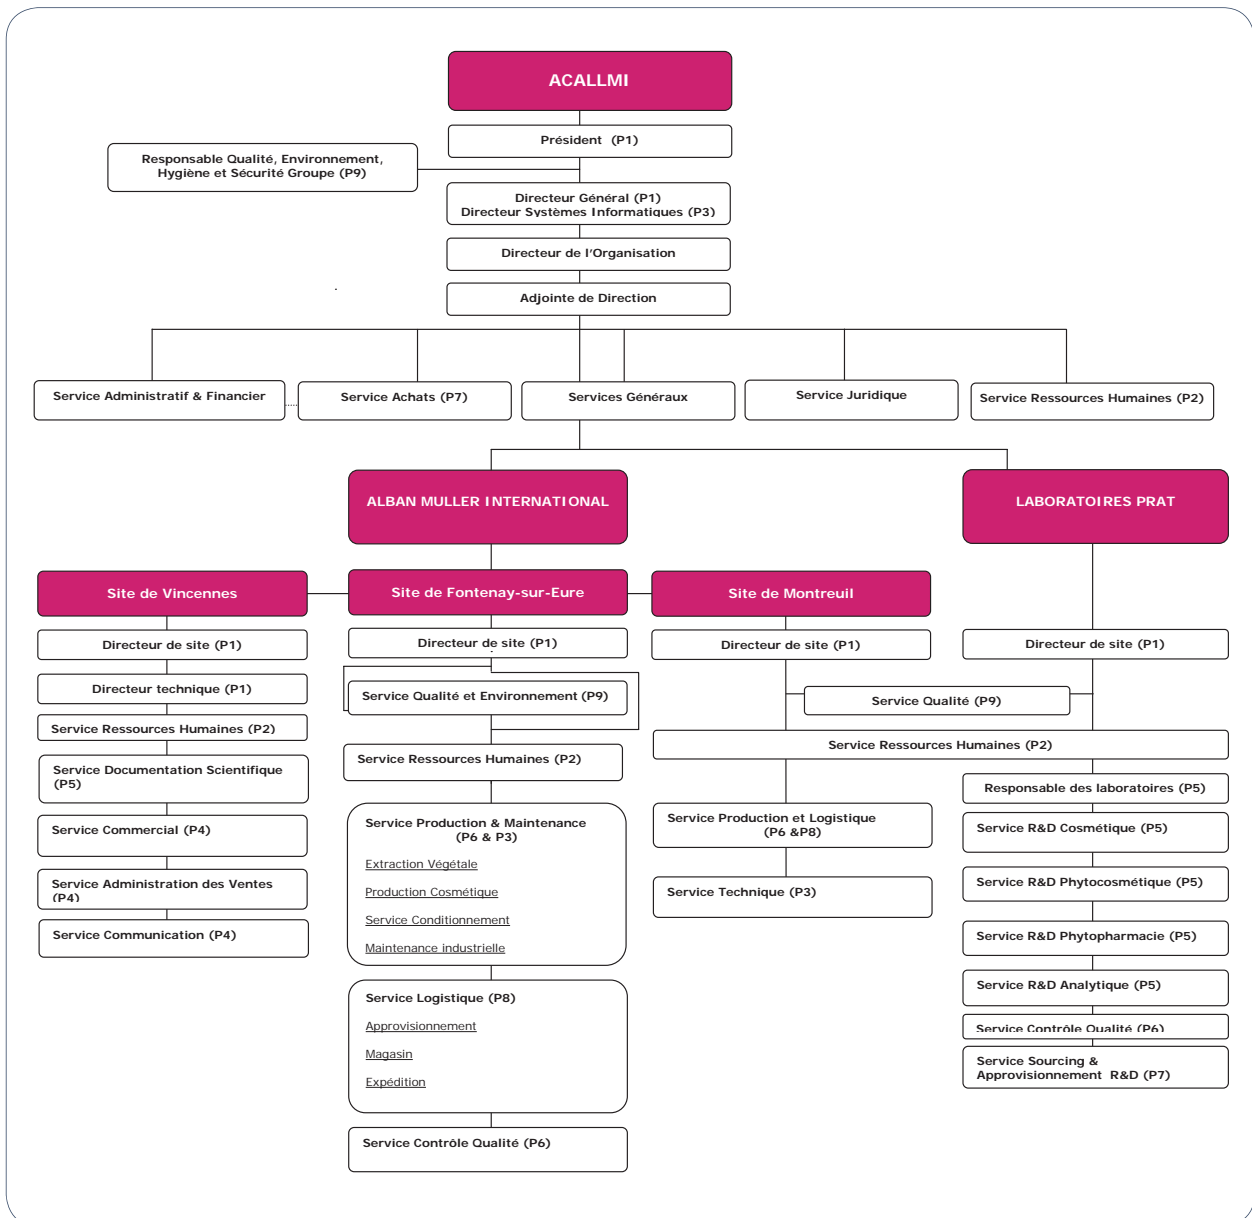 ACALLMI
Président (P1)
Responsable Qualité, Environnement,
Hygiène et Sécurité Groupe (P9)
Directeur Général (P1)
Directeur Systèmes Informatiques (P3)
Directeur de l'Organisation
Adjointe de Direction
Service Administratif & Financier
Service Achats (P7)
Services Généraux
Service Juridique
Service Ressources Humaines (P2)
ALBAN MULLER INTERNATIONAL
LABORATOIRES PRAT
Site de Vincennes
Directeur de site (P1)
Directeur technique (P1)
Service Ressources Humaines (P2)
Service Documentation Scientifique
(P5)
Service Commercial (P4)
Service Administration des Ventes
(P4)
Service Communication (P4)
Site de Fontenay-sur-Eure
Directeur de site (P1)
Service Qualité et Environnement (P9)
Service Ressources Humaines (P2)
Service Production & Maintenance
(P6 & P3)
Extraction Végétale
Production Cosmétique
Service Conditionnement
Maintenance industrielle
Service Logistique (P8)
Approvisionnement
Magasin
Expédition
Service Contrôle Qualité (P6)
Site de Montreuil
Directeur de site (P1)
Service Qualité (P9)
Service Ressources Humaines (P2)
Service Production et Logistique
(P6 &P8)
Service Technique (P3)
Directeur de site (P1)
Responsable des laboratoires (P5)
Service R&D Cosmétique (P5)
Service R&D Phytocosmétique (P5)
Service R&D Phytopharmacie (P5)
Service R&D Analytique (P5)
Service Contrôle Qualité (P6)
Service Sourcing &
Approvisionnement R&D (P7)